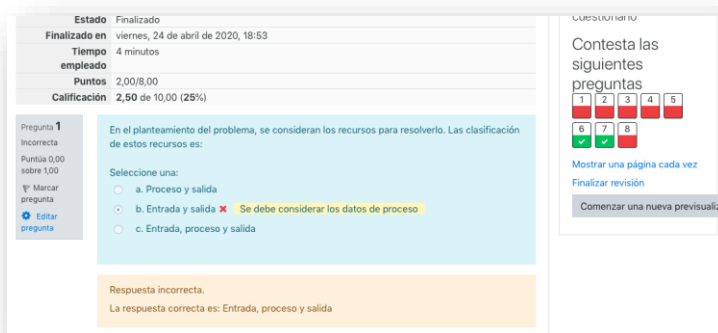 Estado Finalizado
Finalizado en viernes, 24 de abril de 2020, 18:53
Tiempo empleado 4 minutos
Puntos 2,00/8,00
Calificación 2,50 de 10,00 (25%)
Pregunta 1
Incorrecta
Puntúa 0,00
sobre 1,00
Marcar
pregunta
Editar
pregunta
En el planteamiento del problema, se consideran los recursos para resolverlo. Las clasificación
de estos recursos es:
Seleccione una:
a. Proceso y salida
b. Entrada y salida Se debe considerar los datos de proceso
c. Entrada, proceso y salida
Respuesta incorrecta.
La respuesta correcta es: Entrada, proceso y salida
cuestionario
Contesta las
siguientes
preguntas
1 2 3 4 5
6 7 8
Mostrar una página cada vez
Finalizar revisión
Comenzar una nueva previsualiz